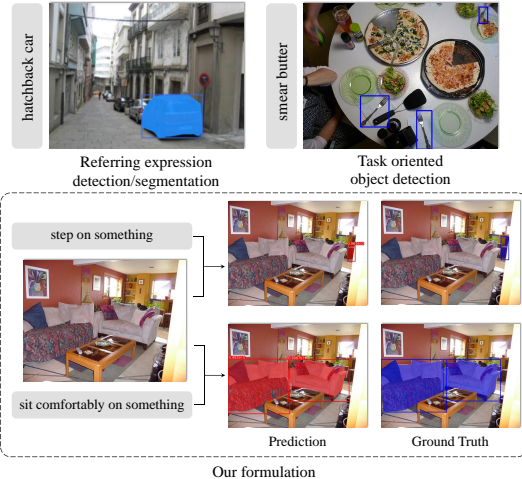 hatchback car
smear butter
Referring expression
detection/segmentation
Task oriented
object detection
step on something
sit comfortably on something
Prediction
Ground Truth
Our formulation